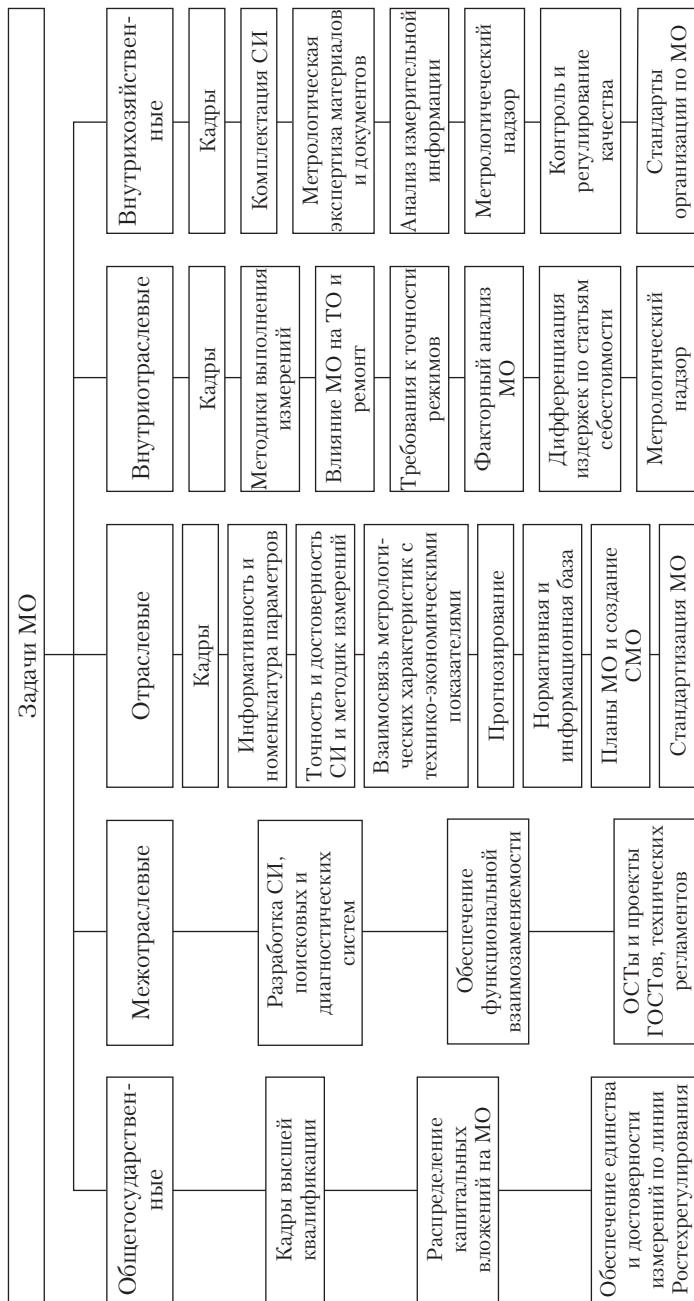 Задачи МО
Общегосударствен-
ные
Кадры высшей
квалификации
Распределение
капитальных
вложений на МО
Обеспечение единства
и достоверности
измерений по линии
Ростехрегулирования
Межотраслевые
Разработка СИ,
поисковых и
диагностических
систем
Обеспечение
функциональной
взаимозаменяемости
ОСТы и проекты
ГОСТов, технических
регламентов
Отраслевые
Кадры
Информативность и
номенклатура параметров
Точность и достоверность
СИ и методик измерений
Взаимосвязь метрологи-
ческих характеристик с
технико-экономическими
показателями
Прогнозирование
Нормативная и
информационная база
Планы МО и создание
СМО
Стандартизация МО
Внутриотраслевые
Кадры
Методики выполнения
измерений
Влияние МО на ТО и
ремонт
Требования к точности
режимов
Факторный анализ
МО
Дифференциация
издержек по статьям
себестоимости
Метрологический
надзор
Внутрихозяйствен-
ные
Кадры
Комплектация СИ
Метрологическая
экспертиза материалов
и документов
Анализ измерительной
информации
Метрологический
надзор
Контроль и
регулирование
качества
Стандарты
организации по МО